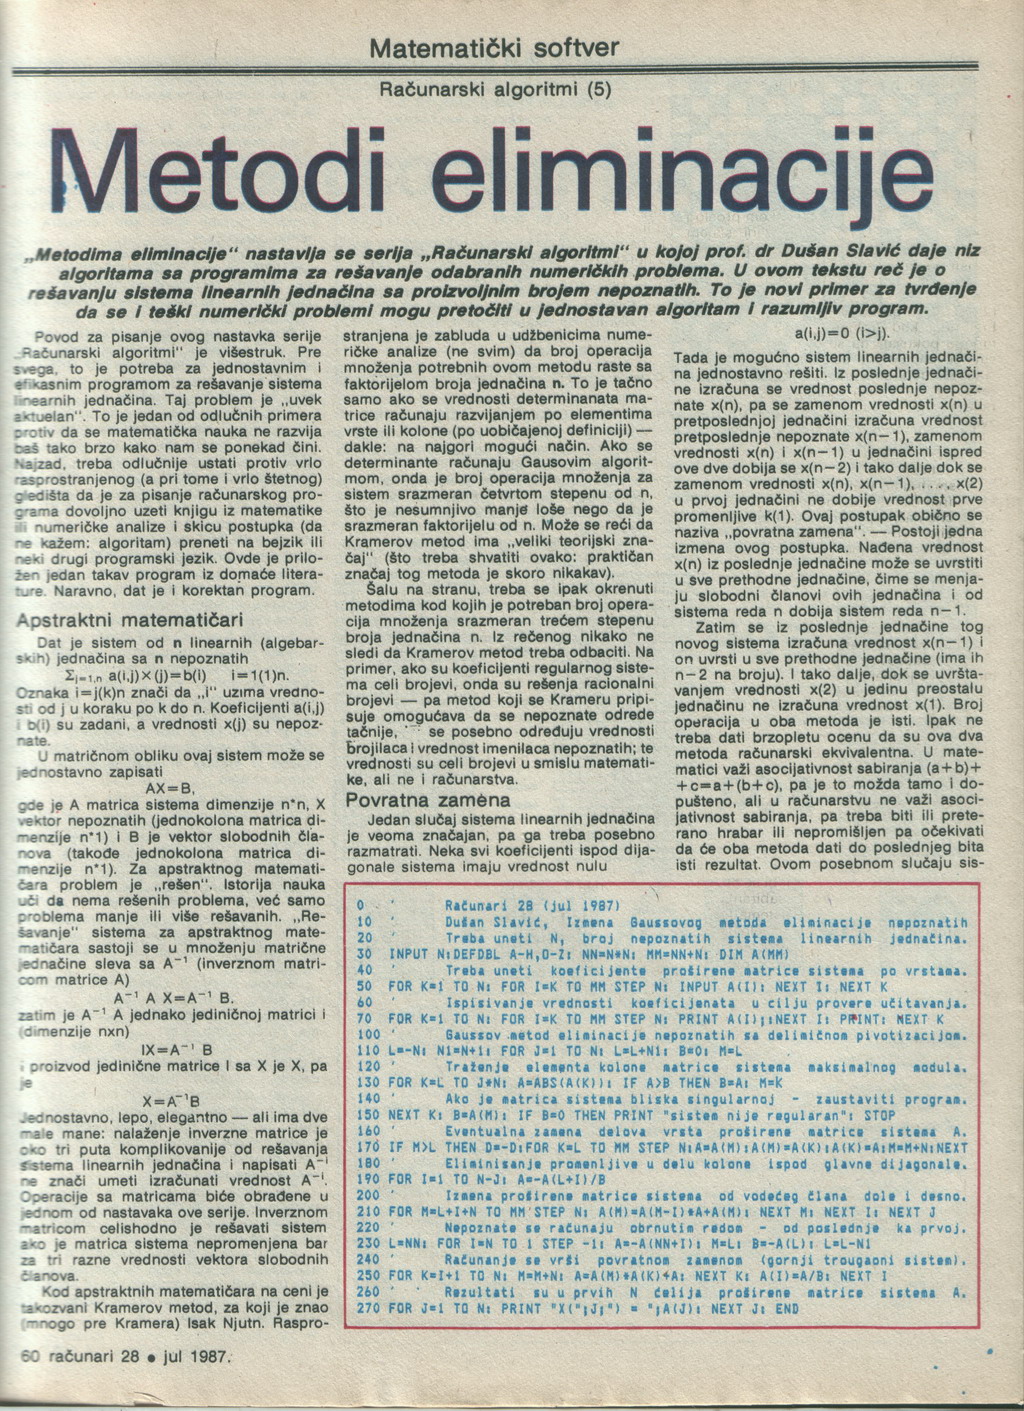 Matematički softver
Računarski algoritmi (5)
Metodi eliminacije
„Metodima eliminacije“ nastavlja se serija „Računarski algoritmi“ u kojoj prof. dr Dušan Slavić daje niz
algoritama sa programima za rešavanje odabranih numeričkih problema. U ovom tekstu reč je o
rešavanju sistema linearnih jednačina sa proizvoljnim brojem nepoznatih. To je novi primer za tvrđenje
da se i teški numerički problemi mogu pretočiti u jednostavan algoritam i razumljiv program.
Povod za pisanje ovog nastavka serije
„Računarski algoritmi“ je višestruk. Pre
svega, to je potreba za jednostavnim i
efikasnim programom za rešavanje sistema
linearnih jednačina. Taj problem je „uvek
aktuelan“. To je jedan od odlučnih primera
protiv da se matematička nauka ne razvija
baš tako brzo kako nam se ponekad čini.
Najzad, treba odlučnije ustati protiv vrlo
rasprostranjenog (a pri tome i vrlo štetnog)
gledišta da je za pisanje računarskog pro-
grama dovoljno uzeti knjigu iz matematike
ili numeričke analize i skicu postupka (da
ne kažem: algoritam) preneti na bejzik ili
neki drugi programski jezik. Ovde je prilo-
žen jedan takav program iz domaće litera-
ture. Naravno, dat je i korektan program.
Apstraktni matematičari
Dat je sistem od n linearnih (algebar-
skih) jednačina sa n nepoznatih
Σj=1,n a(i,j)×(j)=b(i) i=1(1)n.
Oznaka i=j(k)n znači da „i“ uzima vredno-
sti od j u koraku po k do n. Koeficijenti a(i,j)
i b(i) su zadani, a vrednosti x(j) su nepoz-
nate.
U matričnom obliku ovaj sistem može se
jednostavno zapisati
AX=B,
gde je A matrica sistema dimenzije n*n, X
vektor nepoznatih (jednokolona matrica di-
menzije n*1) i B je vektor slobodnih čla-
nova (takođe jednokolona matrica di-
menzije n*1). Za apstraktnog matemati-
čara problem je „rešen“. Istorija nauka
uči da nema rešenih problema, već samo
problema manje ili više rešavanih. „Re-
šavanje“ sistema za apstraktnog mate-
matičara sastoji se u množenju matrične
jednačine sleva sa A⁻¹ (inverznom matri-
com matrice A)
A⁻¹ A X=A⁻¹ B.
zatim je A⁻¹ A jednako jediničnoj matrici i
(dimenzije nxn)
IX=A⁻¹ B
i proizvod jedinične matrice I sa X je X, pa
je
X=A⁻¹B
Jednostavno, lepo, elegantno — ali ima dve
male mane: nalaženje inverzne matrice je
oko tri puta komplikovanije od rešavanja
sistema linearnih jednačina i napisati A⁻¹
ne znači umeti izračunati vrednost A⁻¹.
Operacije sa matricama biće obrađene u
jednom od nastavaka ove serije. Inverznom
matricom celishodno je rešavati sistem
ako je matrica sistema nepromenjena bar
za tri razne vrednosti vektora slobodnih
članova.
Kod apstraktnih matematičara na ceni je
takozvani Kramerov metod, za koji je znao
(mnogo pre Kramera) Isak Njutn. Raspro-
stranjena je zabluda u udžbenicima nume-
ričke analize (ne svim) da broj operacija
množenja potrebnih ovom metodu raste sa
faktorijelom broja jednačina n. To je tačno
samo ako se vrednosti determinanata ma-
trice računaju razvijanjem po elementima
vrste ili kolone (po uobičajenoj definiciji) —
dakle: na najgori mogući način. Ako se
determinante računaju Gausovim algorit-
mom, onda je broj operacija množenja za
sistem srazmeran četvrtom stepenu od n,
što je nesumnjivo manje loše nego da je
srazmeran faktorijelu od n. Može se reći da
Kramerov metod ima „veliki teorijski zna-
čaj“ (što treba shvatiti ovako: praktičan
značaj tog metoda je skoro nikakav).
Šalu na stranu, treba se ipak okrenuti
metodima kod kojih je potreban broj opera-
cija množenja srazmeran trećem stepenu
broja jednačina n. Iz rečenog nikako ne
sledi da Kramerov metod treba odbaciti. Na
primer, ako su koeficijenti regularnog siste-
ma celi brojevi, onda su rešenja racionalni
brojevi — pa metod koji se Krameru pripi-
suje omogućava da se nepoznate odrede
tačnije, se posebno određuju vrednosti
brojilaca i vrednost imenilaca nepoznatih; te
vrednosti su celi brojevi u smislu matemati-
ke, ali ne i računarstva.
Povratna zamena
Jedan slučaj sistema linearnih jednačina
je veoma značajan, pa ga treba posebno
razmatrati. Neka svi koeficijenti ispod dija-
gonale sistema imaju vrednost nulu
a(i,j)=0 (i>j).
Tada je mogućno sistem linearnih jednači-
na jednostavno rešiti. Iz poslednje jednači-
ne izračuna se vrednost poslednje nepoz-
nate x(n), pa se zamenom vrednosti x(n) u
pretposlednjoj jednačini izračuna vrednost
pretposlednje nepoznate x(n−1), zamenom
vrednosti x(n) i x(n−1) u jednačini ispred
ove dve dobija se x(n−2) i tako dalje dok se
zamenom vrednosti x(n), x(n−1), ...., x(2)
u prvoj jednačini ne dobije vrednost prve
promenljive k(1). Ovaj postupak obično se
naziva „povratna zamena“. — Postoji jedna
izmena ovog postupka. Nađena vrednost
x(n) iz poslednje jednačine može se uvrstiti
u sve prethodne jednačine, čime se menja-
ju slobodni članovi ovih jednačina i od
sistema reda n dobija sistem reda n−1.
Zatim se iz poslednje jednačine tog
novog sistema izračuna vrednost x(n−1) i
on uvrsti u sve prethodne jednačine (ima ih
n−2 na broju). I tako dalje, dok se uvršta-
vanjem vrednosti x(2) u jedinu preostalu
jednačinu ne izračuna vrednost x(1). Broj
operacija u oba metoda je isti. Ipak ne
treba dati brzopletu ocenu da su ova dva
metoda računarski ekvivalentna. U mate-
matici važi asocijativnost sabiranja (a+b)+
+c=a+(b+c), pa je to možda tamo i do-
pušteno, ali u računarstvu ne važi asoci-
jativnost sabiranja, pa treba biti ili prete-
rano hrabar ili nepromišljen pa očekivati
da će oba metoda dati do poslednjeg bita
isti rezultat. Ovom posebnom slučaju sis-
0 ' Računari 28 (jul 1987)
10 ' Dušan Slavić, Izmena Gaussovog metoda eliminacije nepoznatih
20 ' Treba uneti N, broj nepoznatih sistema linearnih jednačina.
30 INPUT N:DEFDBL A-H,O-Z: NN=N*N: MM=NN+N: DIM A(MM)
40 ' Treba uneti koeficijente proširene matrice sistema po vrstama.
50 FOR K=1 TO N: FOR I=K TO MM STEP N: INPUT A(I): NEXT I: NEXT K
60 ' Ispisivanje vrednosti koeficijenata u cilju provere učitavanja.
70 FOR K=1 TO N: FOR I=K TO MM STEP N: PRINT A(I);:NEXT I: PRINT: NEXT K
100 ' Gaussov metod eliminacije nepoznatih sa delimičnom pivotizacijom.
110 L=-N: N1=N+1: FOR J=1 TO N: L=L+N1: B=0: M=L
120 ' Traženje elementa kolone matrice sistema maksimalnog modula.
130 FOR K=L TO J*N: A=ABS(A(K)): IF A>B THEN B=A: M=K
140 ' Ako je matrica sistema bliska singularnoj - zaustaviti program.
150 NEXT K: B=A(M): IF B=0 THEN PRINT "sistem nije regularan": STOP
160 ' Eventualna zamena delova vrsta proširene matrice sistema A.
170 IF M>L THEN D=-D:FOR K=L TO MM STEP N:A=A(M):A(M)=A(K):A(K)=A:M=M+N:NEXT
180 ' Eliminisanje promenljive u delu kolone ispod glavne dijagonale.
190 FOR I=1 TO N-J: A=-A(L+I)/B
200 ' Izmena proširene matrice sistema od vodećeg člana dole i desno.
210 FOR M=L+I+N TO MM STEP N: A(M)=A(M-I)*A+A(M): NEXT M: NEXT I: NEXT J
220 ' Nepoznate se računaju obrnutim redom - od poslednje ka prvoj.
230 L=NN: FOR I=N TO 1 STEP -1: A=-A(NN+I): M=L: B=-A(L): L=L-N1
240 ' Računanje se vrši povratnom zamenom (gornji trougaoni sistem).
250 FOR K=I+1 TO N: M=M+N: A=A(M)*A(K)+A: NEXT K: A(I)=A/B: NEXT I
260 ' Rezultati su u prvih N ćelija proširene matrice sistema A.
270 FOR J=1 TO N: PRINT "X(";J;") = ";A(J): NEXT J: END
60 računari 28 • jul 1987.